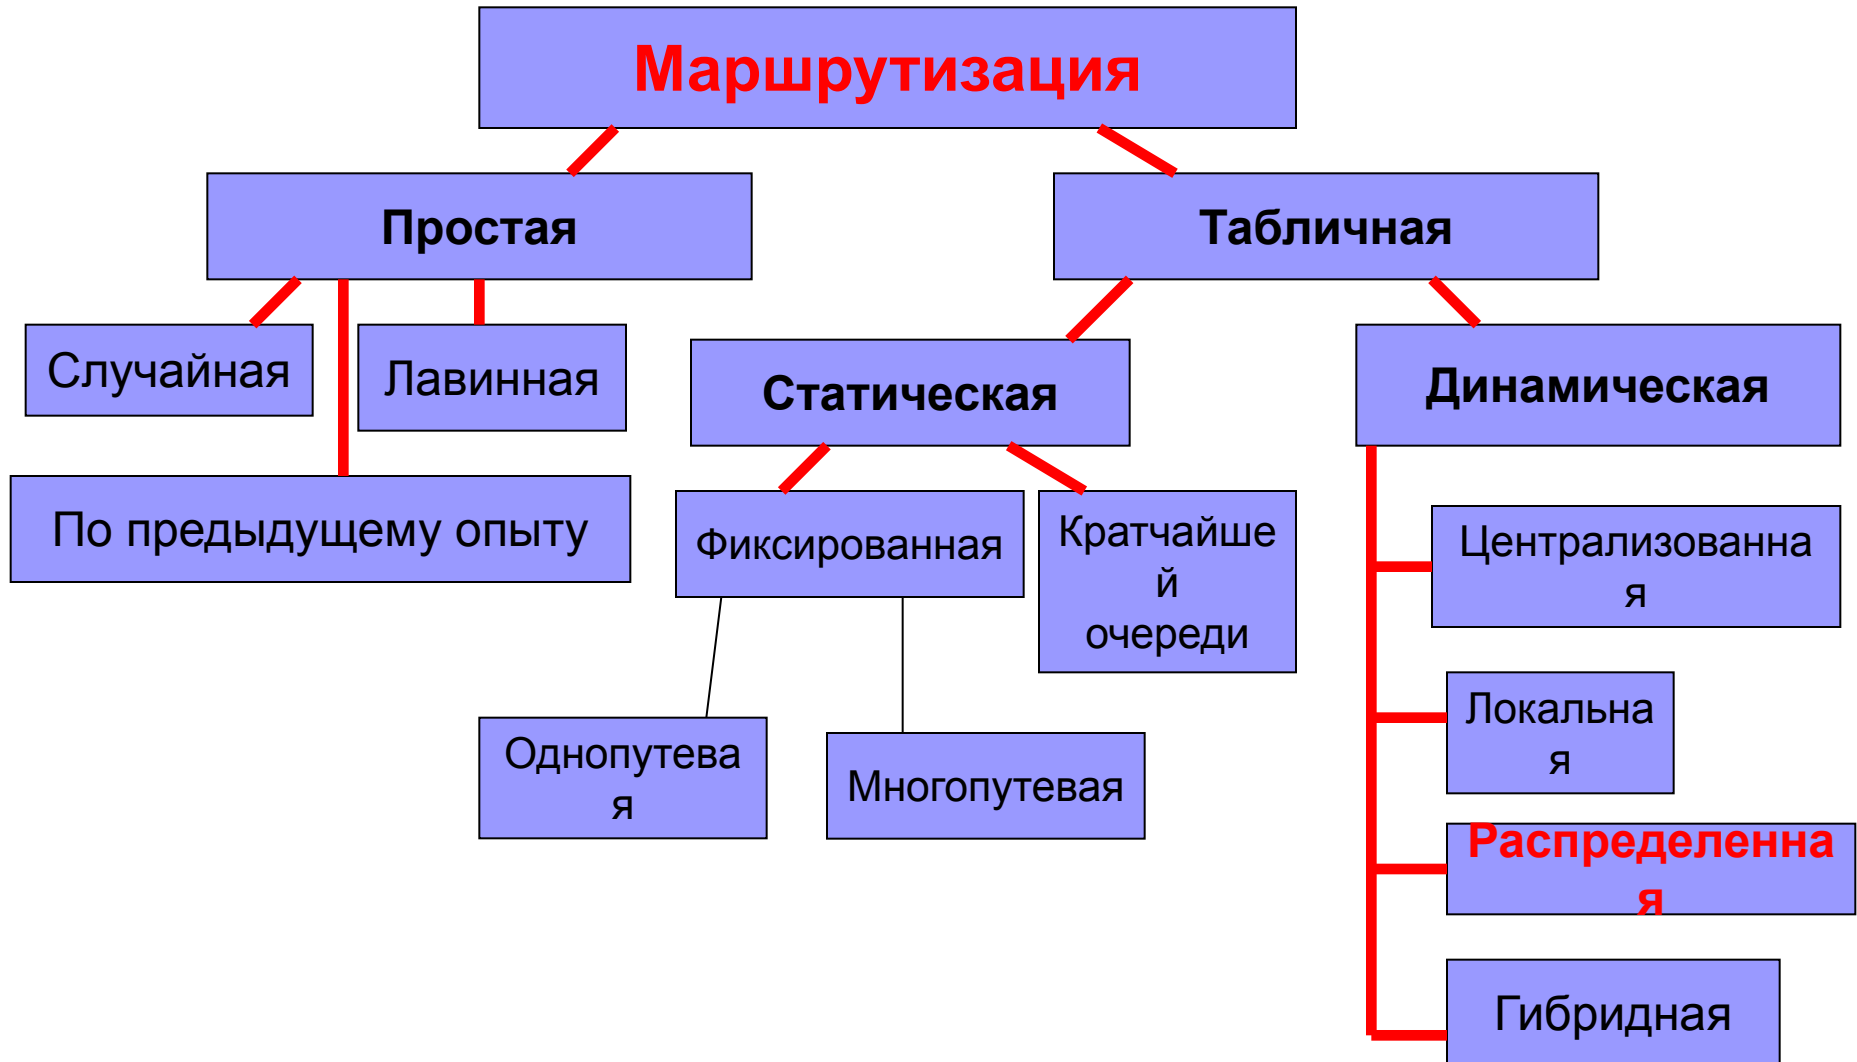 Маршрутизация
Простая
Табличная
Случайная
Лавинная
Статическая
Динамическая
По предыдущему опыту
Фиксированная
Кратчайше
й
очереди
Централизованна
я
Однопутева
я
Многопутевая
Локальна
я
Распределенна
я
Гибридная